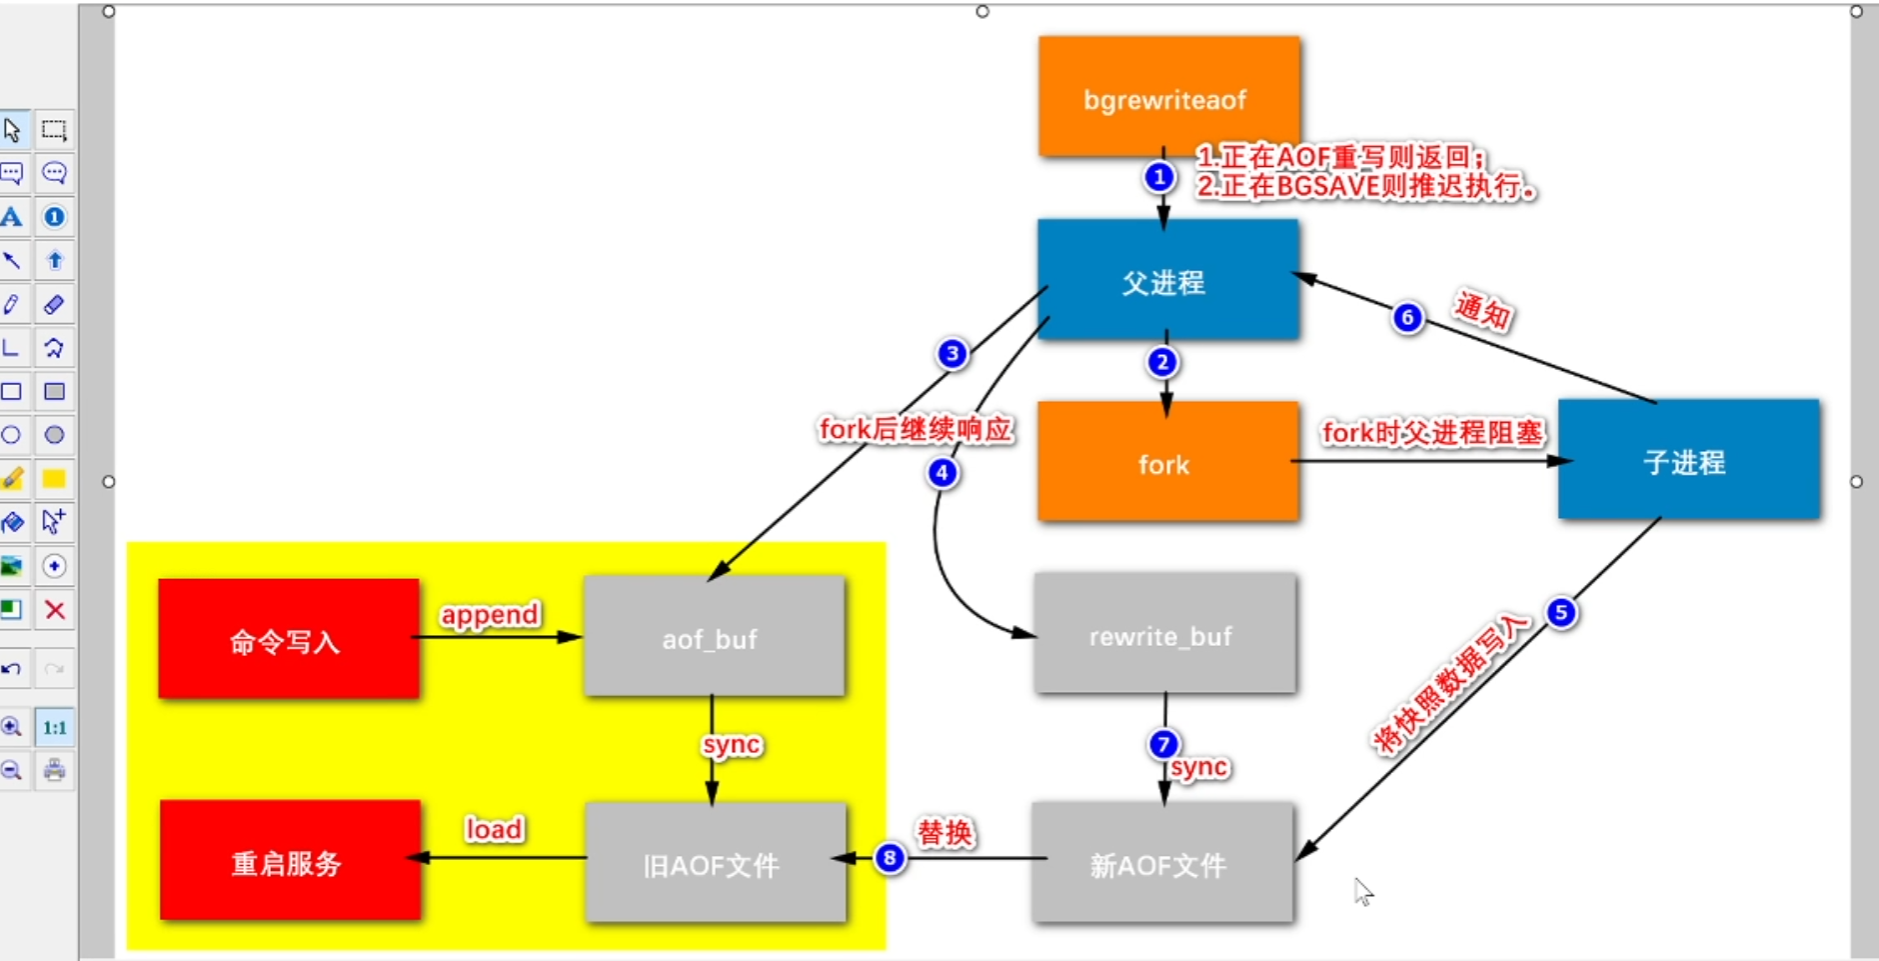 bgrewriteaof
1
1.正在AOF重写则返回；
2.正在BGSAVE则推迟执行。
父进程
6
通知
3
2
fork后继续响应
4
fork
fork时父进程阻塞
子进程
5
将快照数据写入
命令写入
append
aof_buf
rewrite_buf
sync
7
sync
重启服务
load
旧AOF文件
8
替换
新AOF文件
A
1
1:1